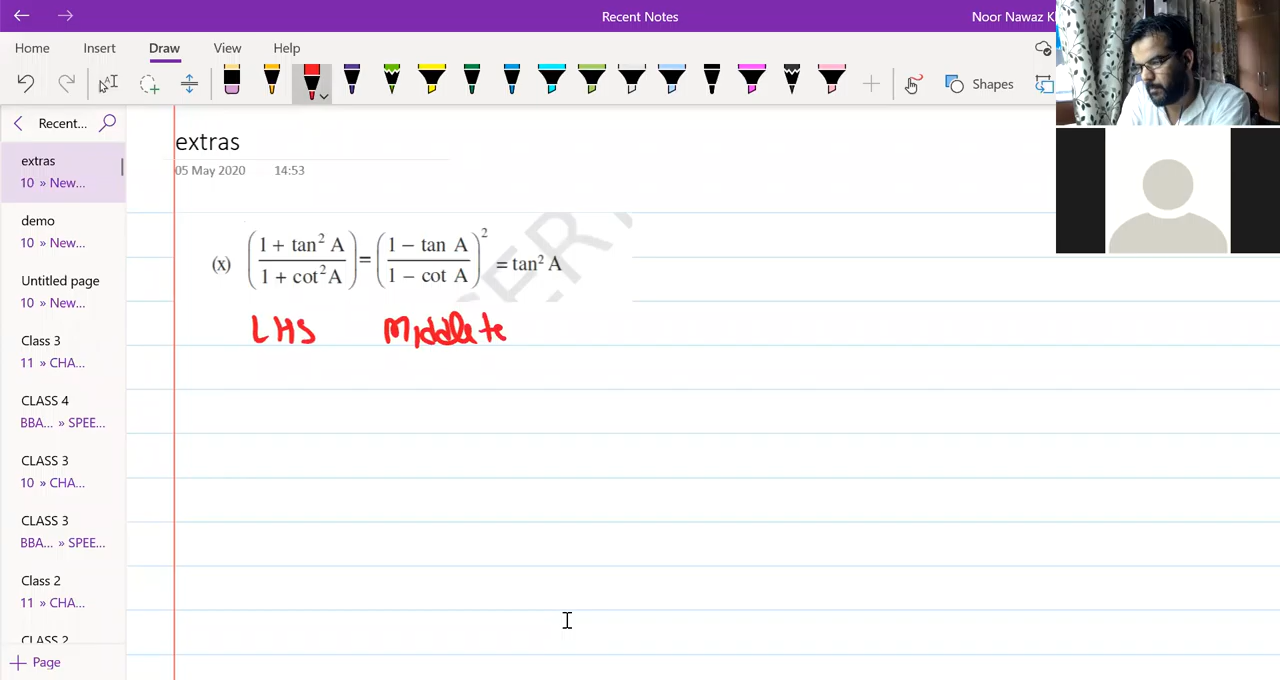 Recent Notes
Noor Nawaz K
Home Insert Draw View Help
Shapes
Recent...
extras
10 » New...
demo
10 » New...
Untitled page
10 » New...
Class 3
11 » CHA...
CLASS 4
BBA... » SPEE...
CLASS 3
10 » CHA...
CLASS 3
BBA... » SPEE...
Class 2
11 » CHA...
CLASS 2
Page
extras
05 May 2020 14:53
(x) ((1 + tan² A)/(1 + cot² A)) = ((1 − tan A)/(1 − cot A))² = tan² A
LHS Middle te